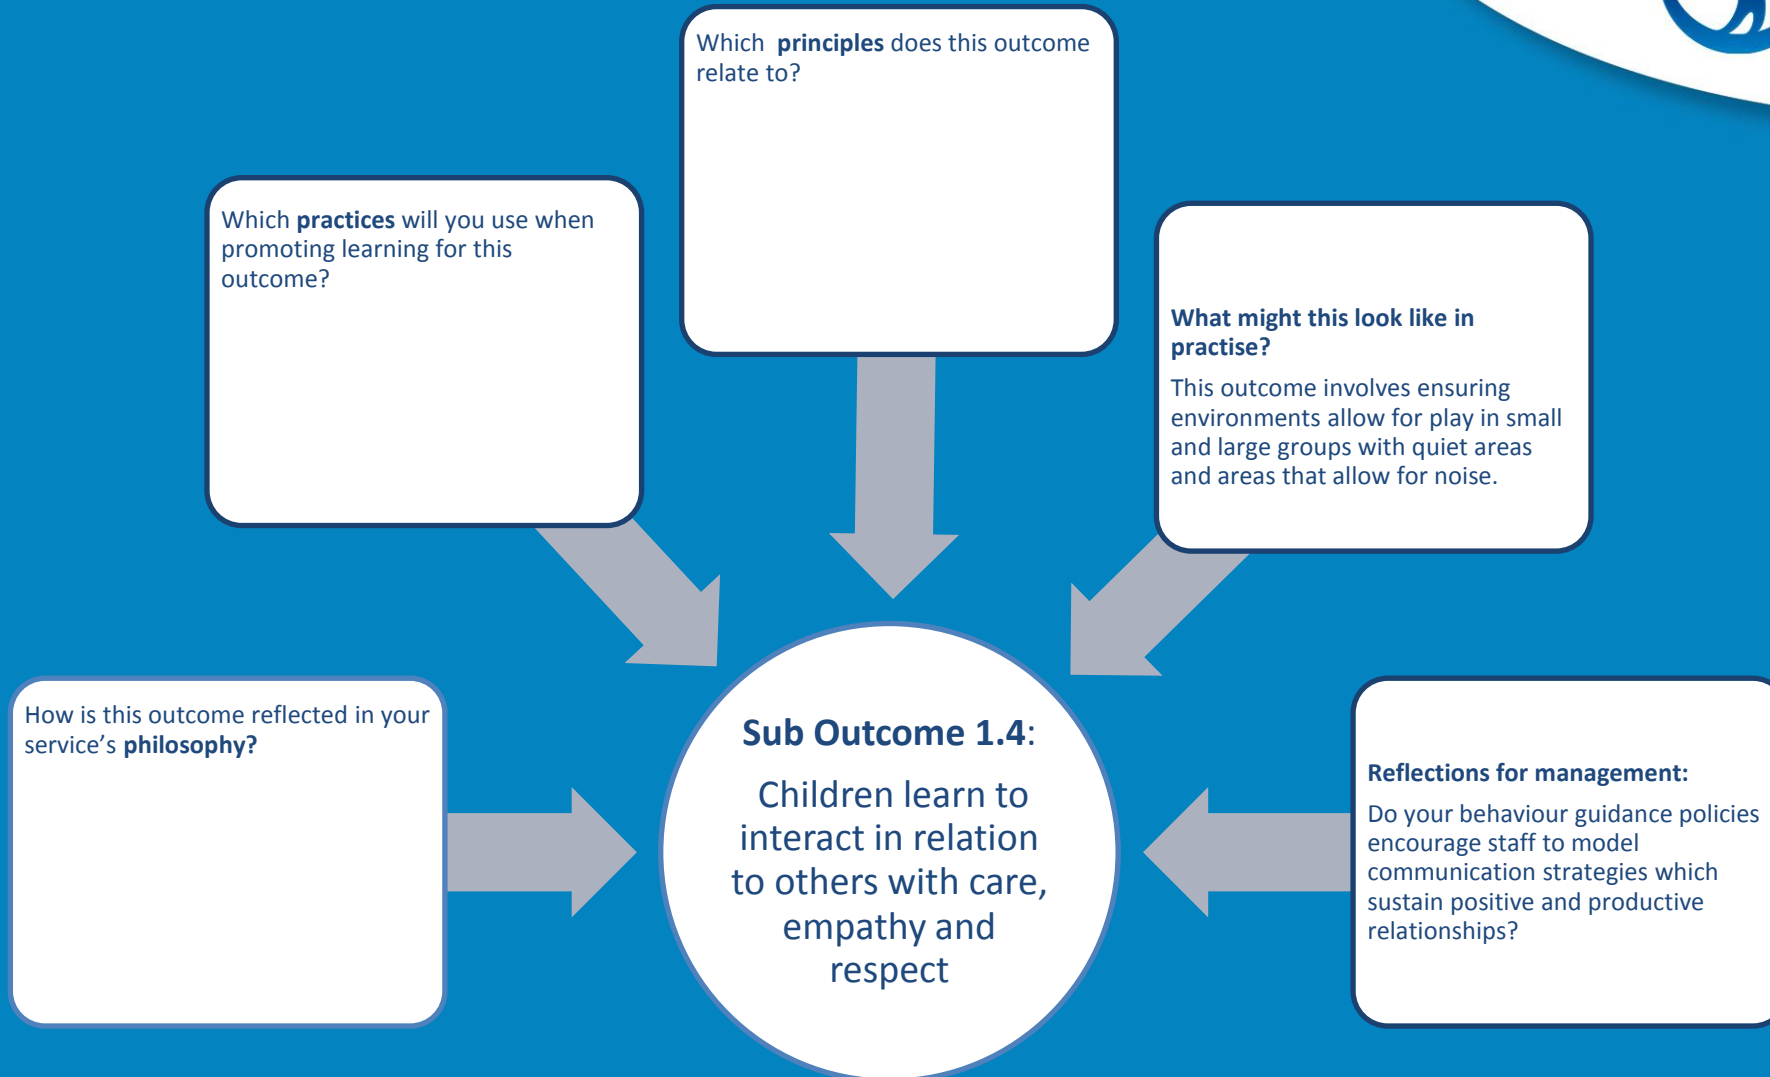 Which principles does this outcome
relate to?
Which practices will you use when
promoting learning for this
outcome?
What might this look like in
practise?
This outcome involves ensuring
environments allow for play in small
and large groups with quiet areas
and areas that allow for noise.
How is this outcome reflected in your
service’s philosophy?
Sub Outcome 1.4:
Children learn to
interact in relation
to others with care,
empathy and
respect
Reflections for management:
Do your behaviour guidance policies
encourage staff to model
communication strategies which
sustain positive and productive
relationships?